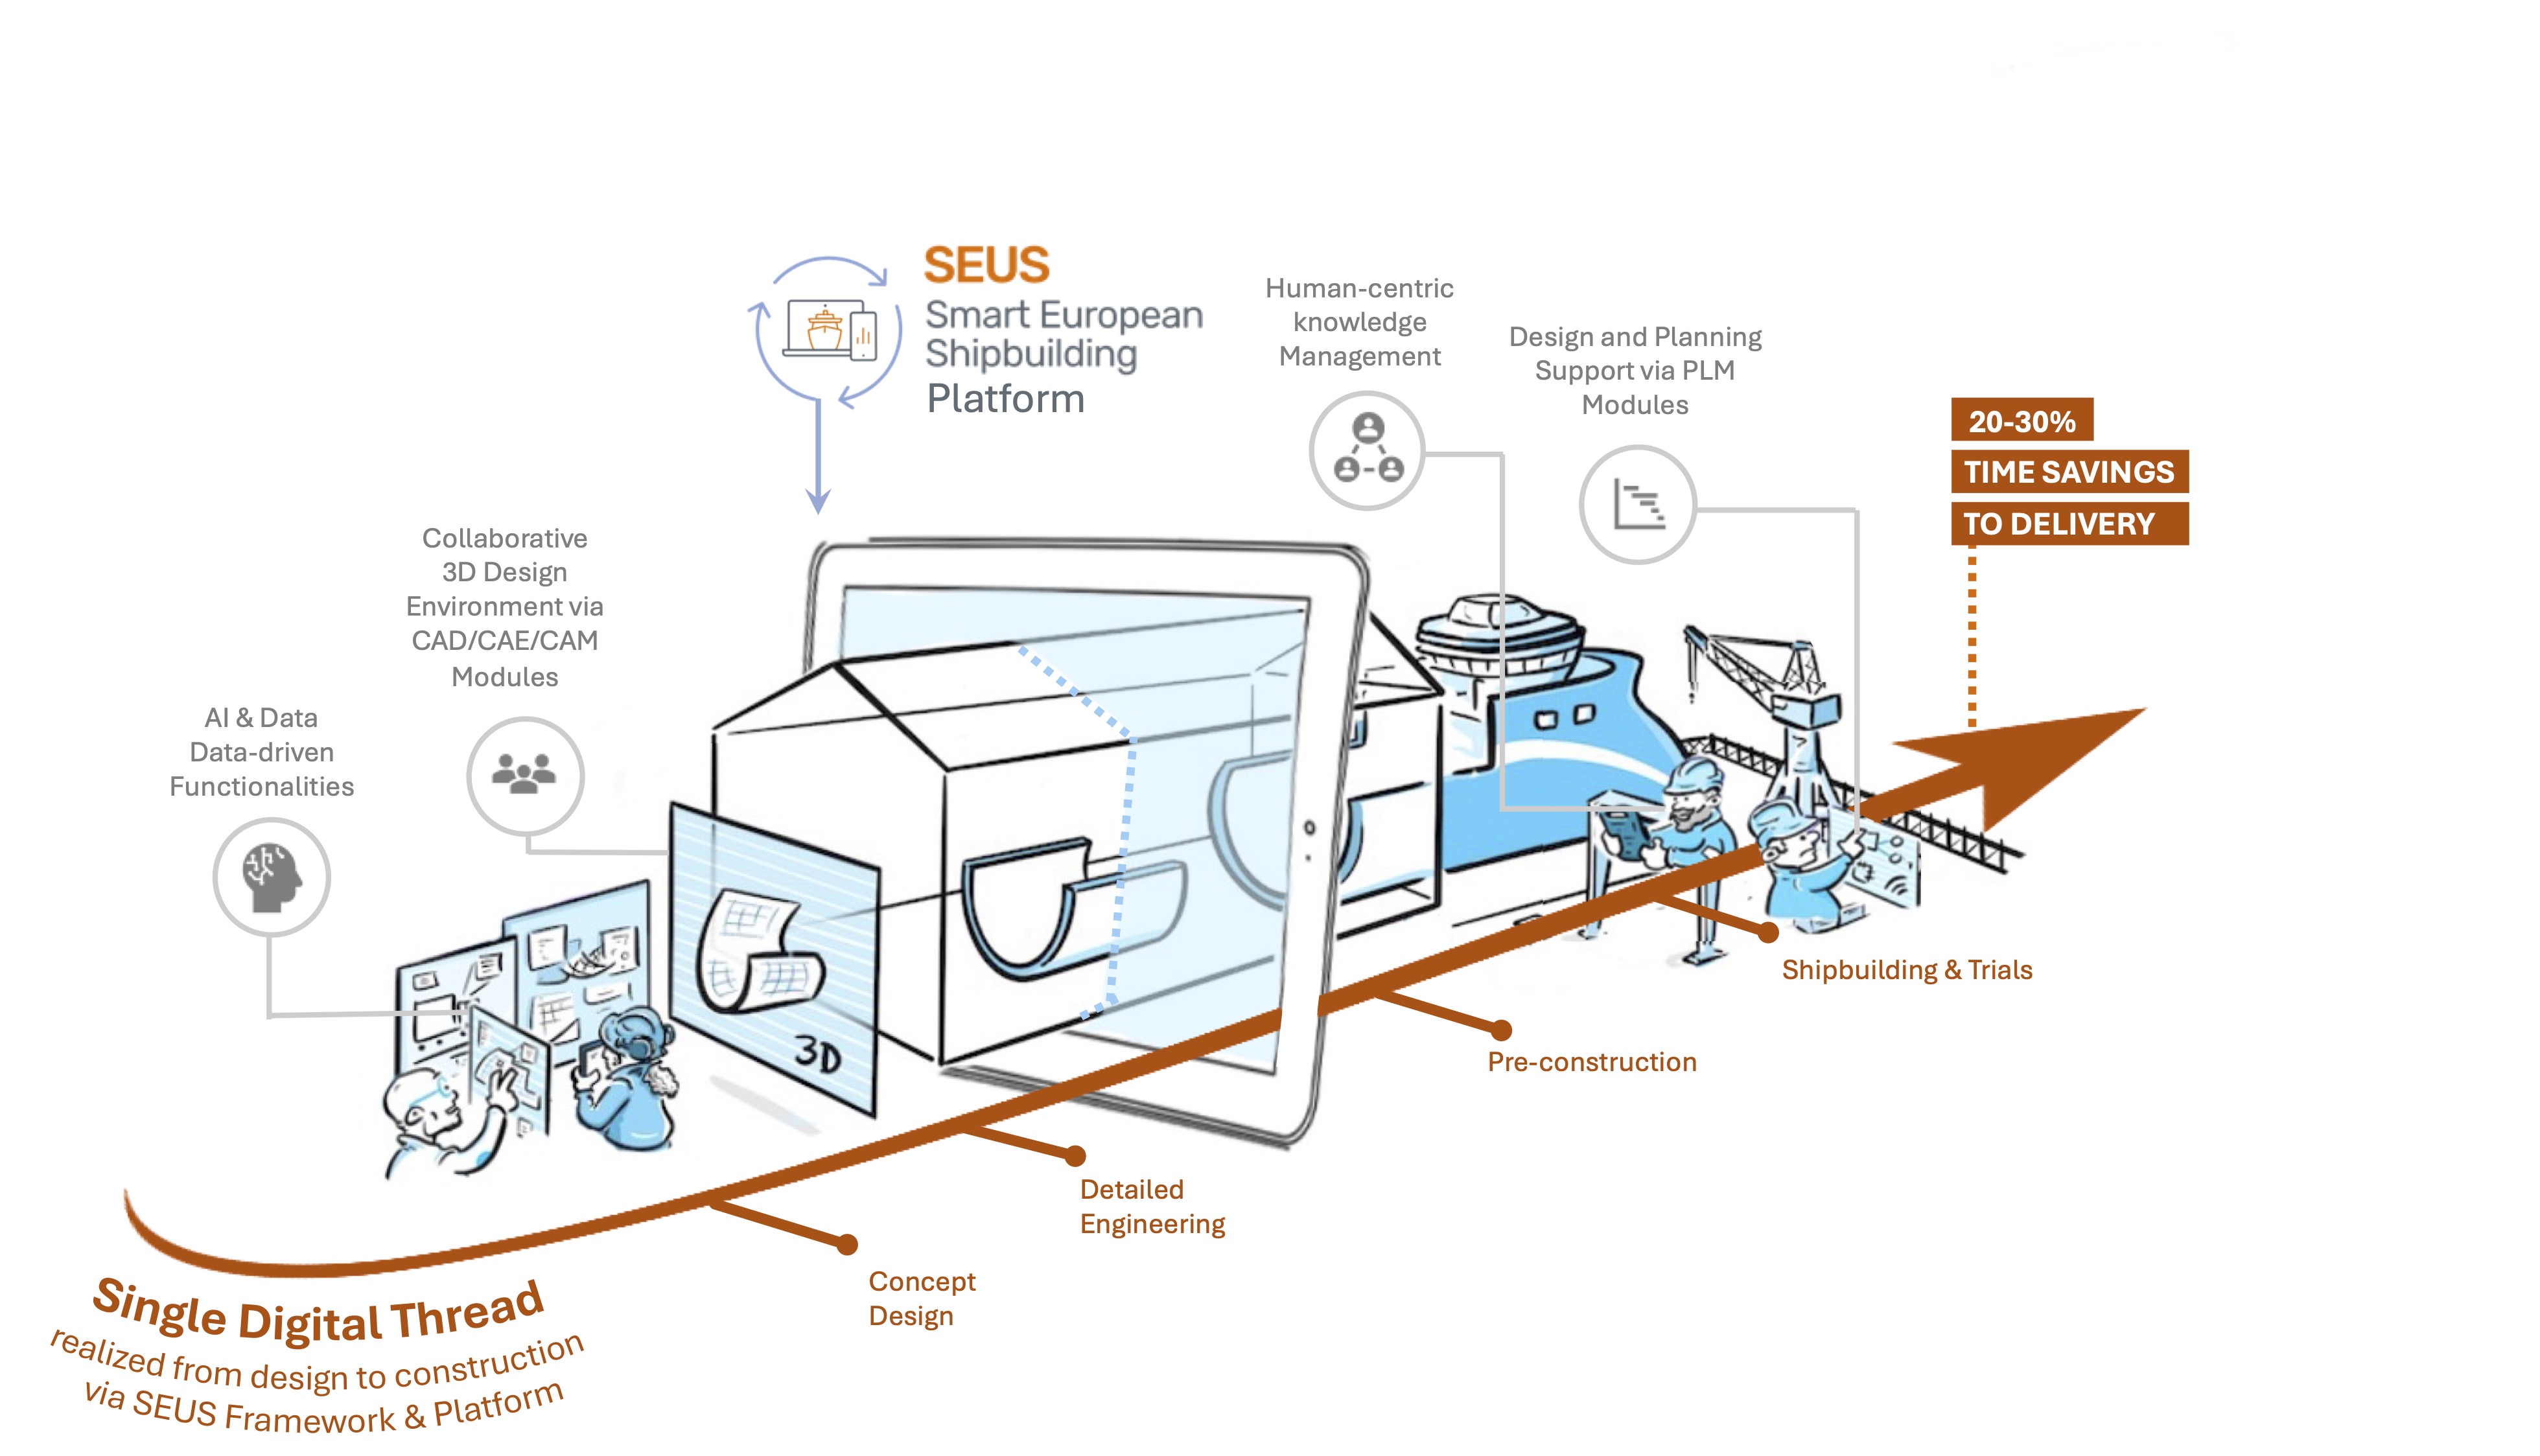 SEUS
Smart European
Shipbuilding
Platform
Human-centric
knowledge
Management
Design and Planning
Support via PLM
Modules
20-30%
TIME SAVINGS
TO DELIVERY
Collaborative
3D Design
Environment via
CAD/CAE/CAM
Modules
AI & Data
Data-driven
Functionalities
3D
Shipbuilding & Trials
Pre-construction
Detailed
Engineering
Concept
Design
Single Digital Thread
realized from design to construction
via SEUS Framework & Platform